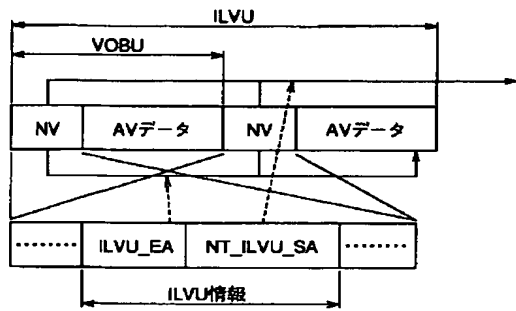 ILVU
VOBU
NV AVデータ NV AVデータ
‥‥‥‥ ILVU_EA NT_ILVU_SA ‥‥‥‥
ILVU情報